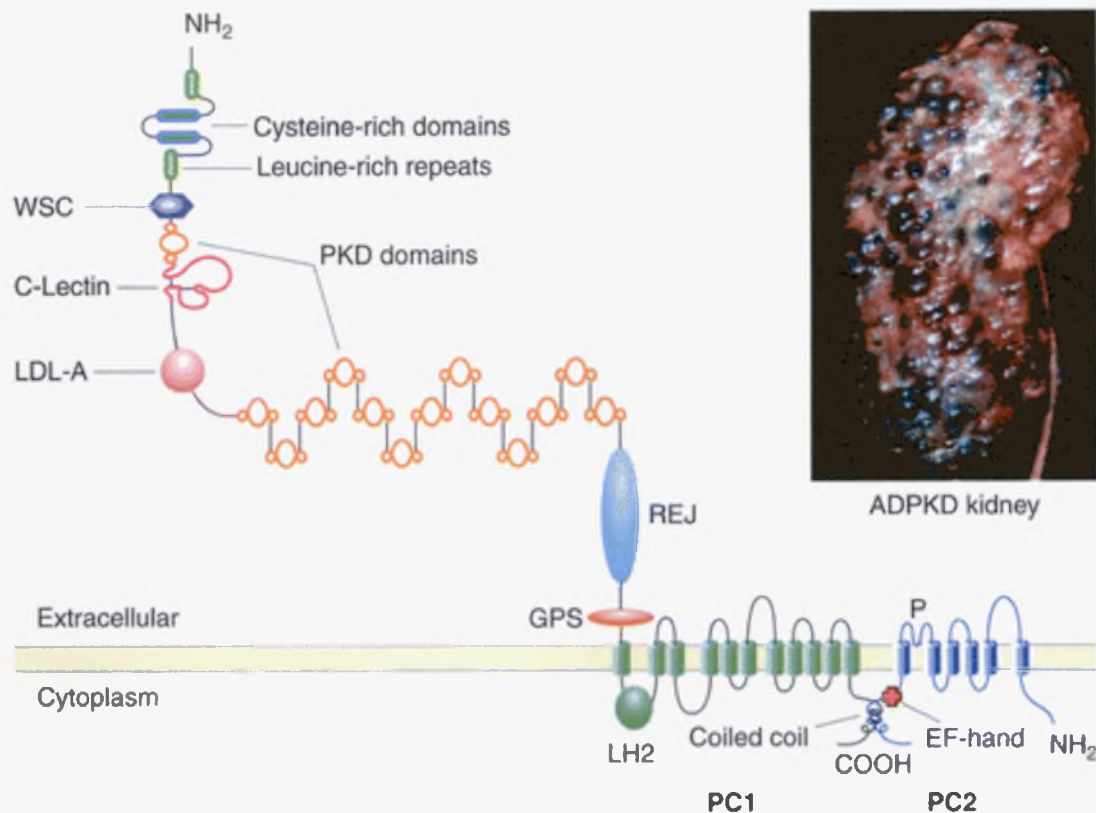 NH₂
Cysteine-rich domains
Leucine-rich repeats
WSC
PKD domains
C-Lectin
LDL-A
REJ
ADPKD kidney
GPS
P
Extracellular
Cytoplasm
LH2
Coiled coil
EF-hand
NH₂
COOH
PC1
PC2